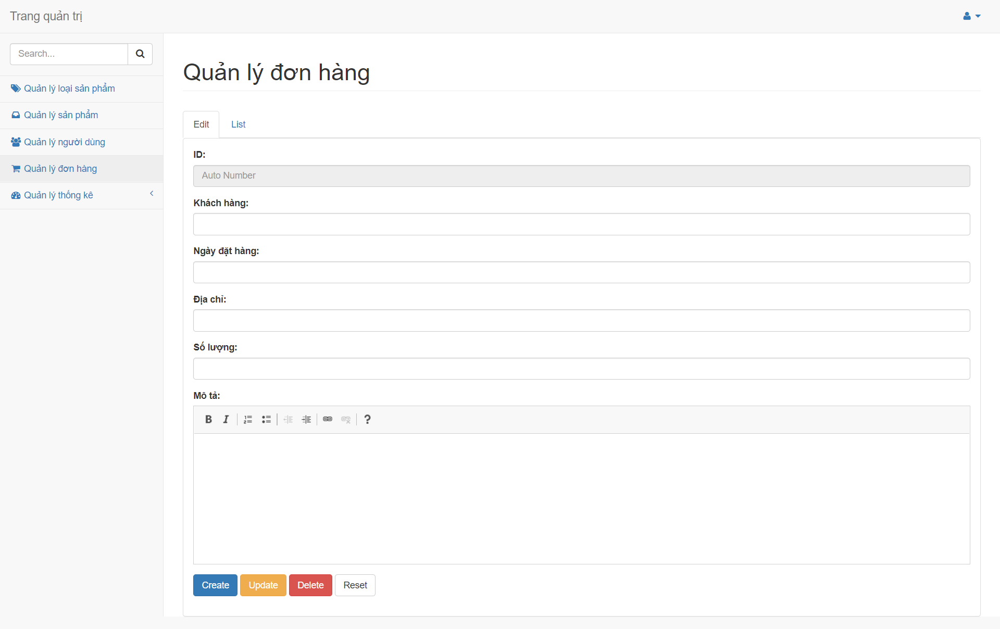 Trang quản trị
Search...
Quản lý loại sản phẩm
Quản lý sản phẩm
Quản lý người dùng
Quản lý đơn hàng
Quản lý thống kê
Quản lý đơn hàng
Edit
List
ID:
Auto Number
Khách hàng:
Ngày đặt hàng:
Địa chỉ:
Số lượng:
Mô tả:
Create
Update
Delete
Reset